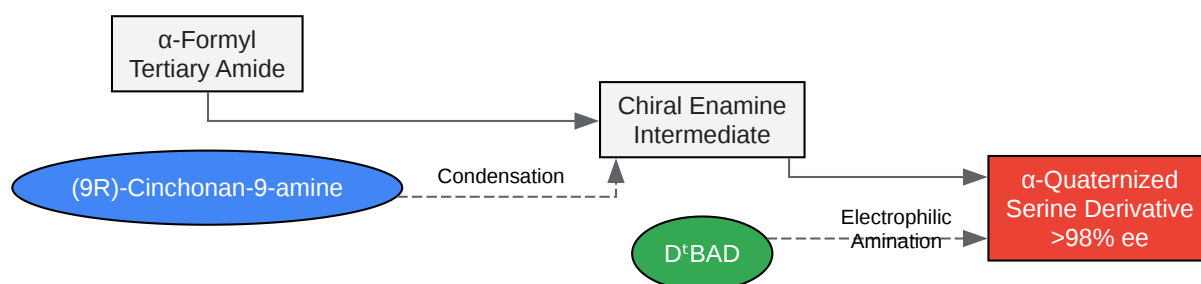 α-Formyl
Tertiary Amide
Chiral Enamine
Intermediate
(9R)-Cinchonan-9-amine
Condensation
α-Quaternized
Serine Derivative
>98% ee
Electrophilic
Amination
DᵗBAD